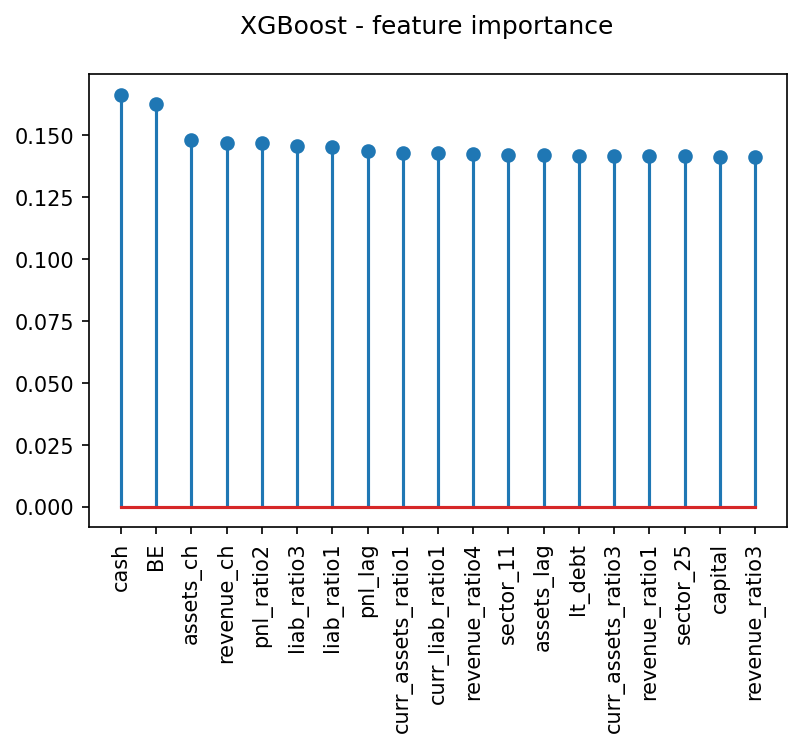 XGBoost - feature importance
0.150
0.125
0.100
0.075
0.050
0.025
0.000
cash
BE
assets_ch
revenue_ch
pnl_ratio2
liab_ratio3
liab_ratio1
pnl_lag
curr_assets_ratio1
curr_liab_ratio1
revenue_ratio4
sector_11
assets_lag
lt_debt
curr_assets_ratio3
revenue_ratio1
sector_25
capital
revenue_ratio3